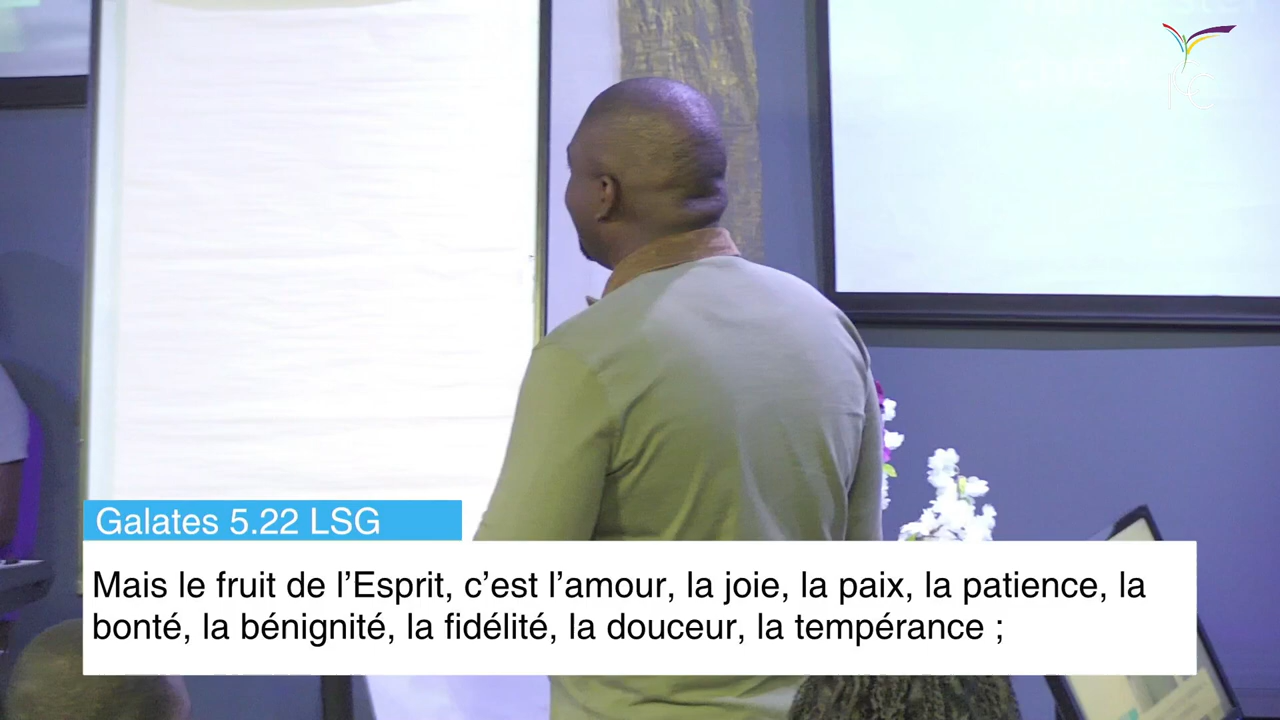 Galates 5.22 LSG
Mais le fruit de l’Esprit, c’est l’amour, la joie, la paix, la patience, la
bonté, la bénignité, la fidélité, la douceur, la tempérance ;